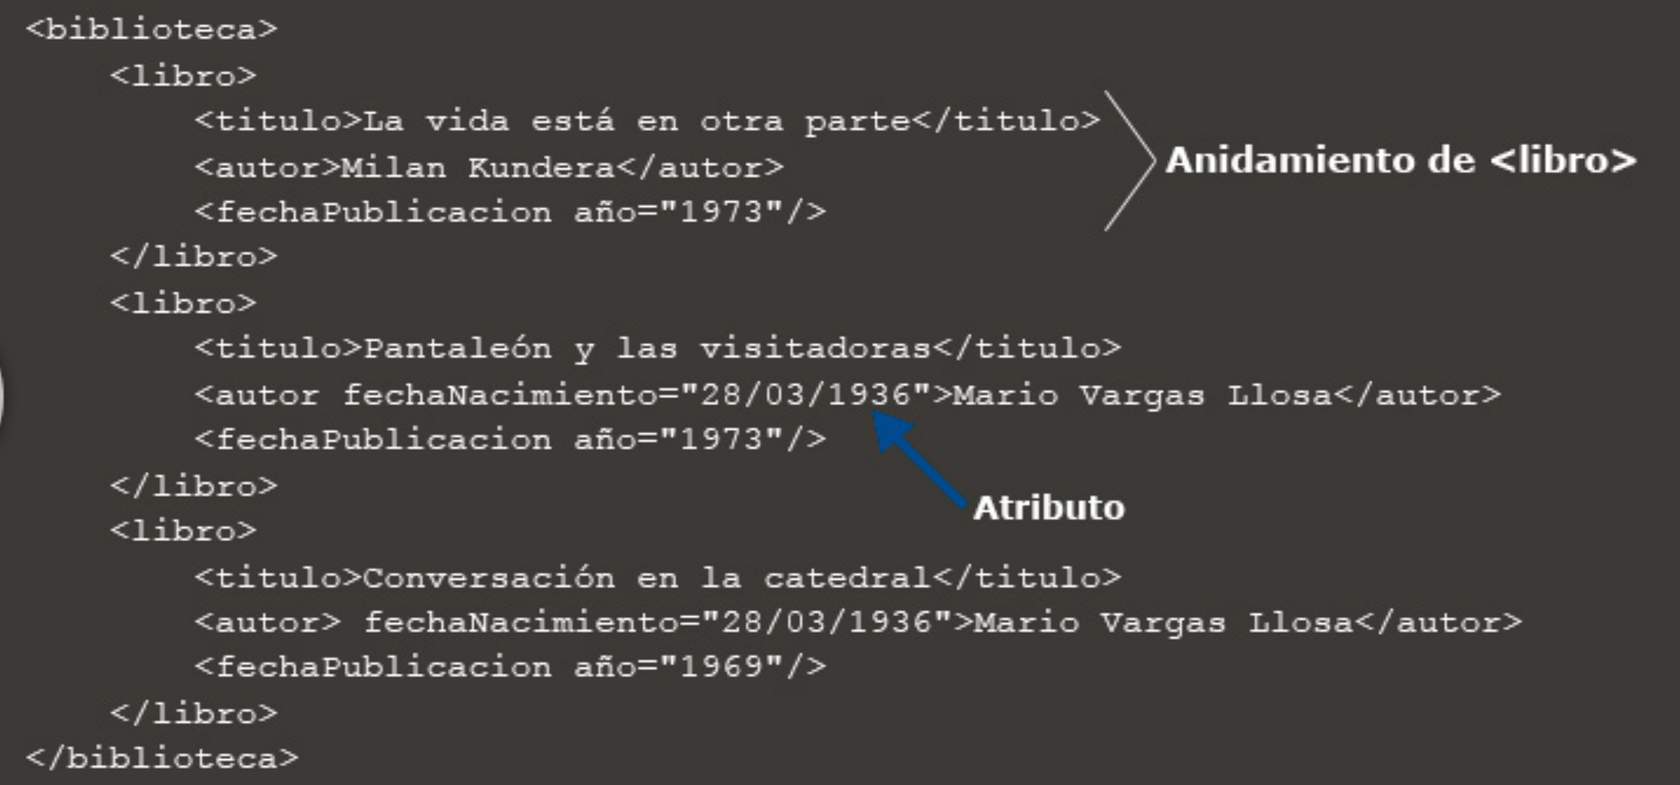 <biblioteca>
<libro>
<titulo>La vida está en otra parte</titulo>
<autor>Milan Kundera</autor>
Anidamiento de <libro>
<fechaPublicacion año="1973"/>
</libro>
<libro>
<titulo>Pantaleón y las visitadoras</titulo>
<autor fechaNacimiento="28/03/1936">Mario Vargas Llosa</autor>
<fechaPublicacion año="1973"/>
</libro>
Atributo
<libro>
<titulo>Conversación en la catedral</titulo>
<autor> fechaNacimiento="28/03/1936">Mario Vargas Llosa</autor>
<fechaPublicacion año="1969"/>
</libro>
</biblioteca>